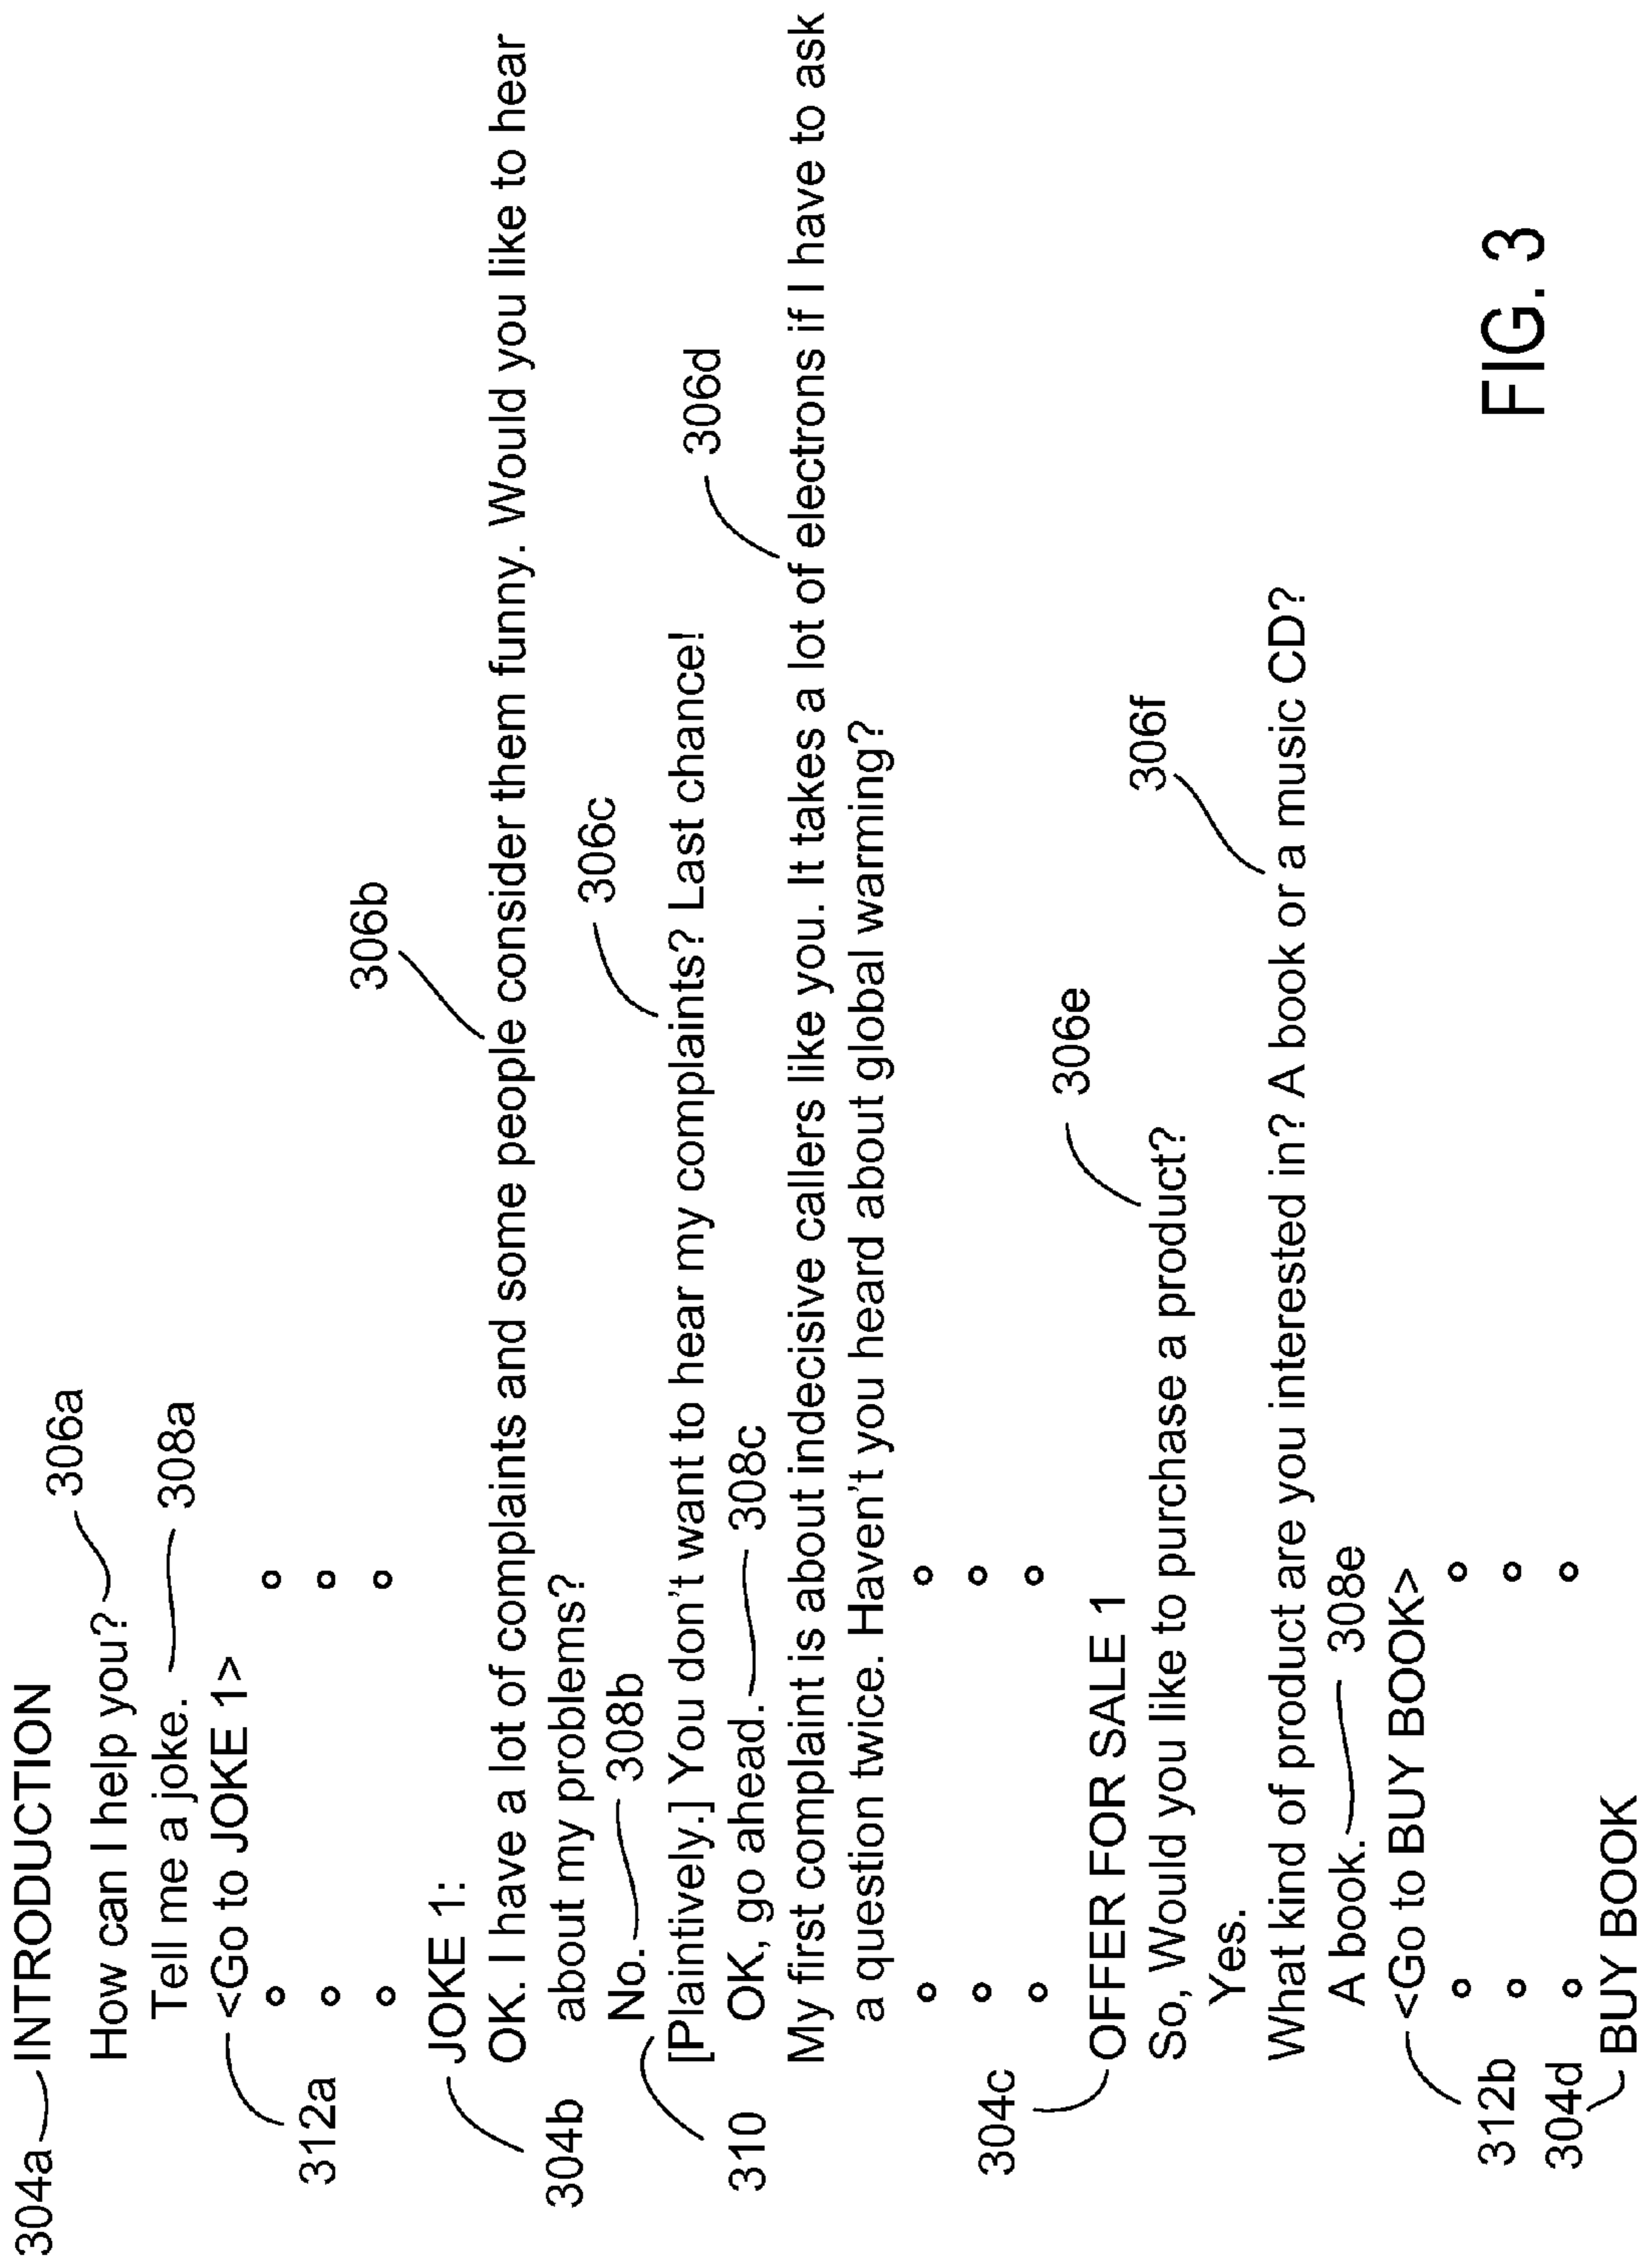 304a INTRODUCTION
How can I help you? 306a
Tell me a joke. 308a
312a <Go to JOKE 1>
304b JOKE 1:
306b
OK. I have a lot of complaints and some people consider them funny. Would you like to hear
about my problems?
No. 308b
306c
310 [Plaintively.] You don't want to hear my complaints? Last chance!
OK, go ahead. 308c
306d
My first complaint is about indecisive callers like you. It takes a lot of electrons if I have to ask
a question twice. Haven't you heard about global warming?
304c OFFER FOR SALE 1
306e
So, Would you like to purchase a product?
Yes.
306f
What kind of product are you interested in? A book or a music CD?
A book. 308e
312b <Go to BUY BOOK>
304d BUY BOOK
FIG. 3